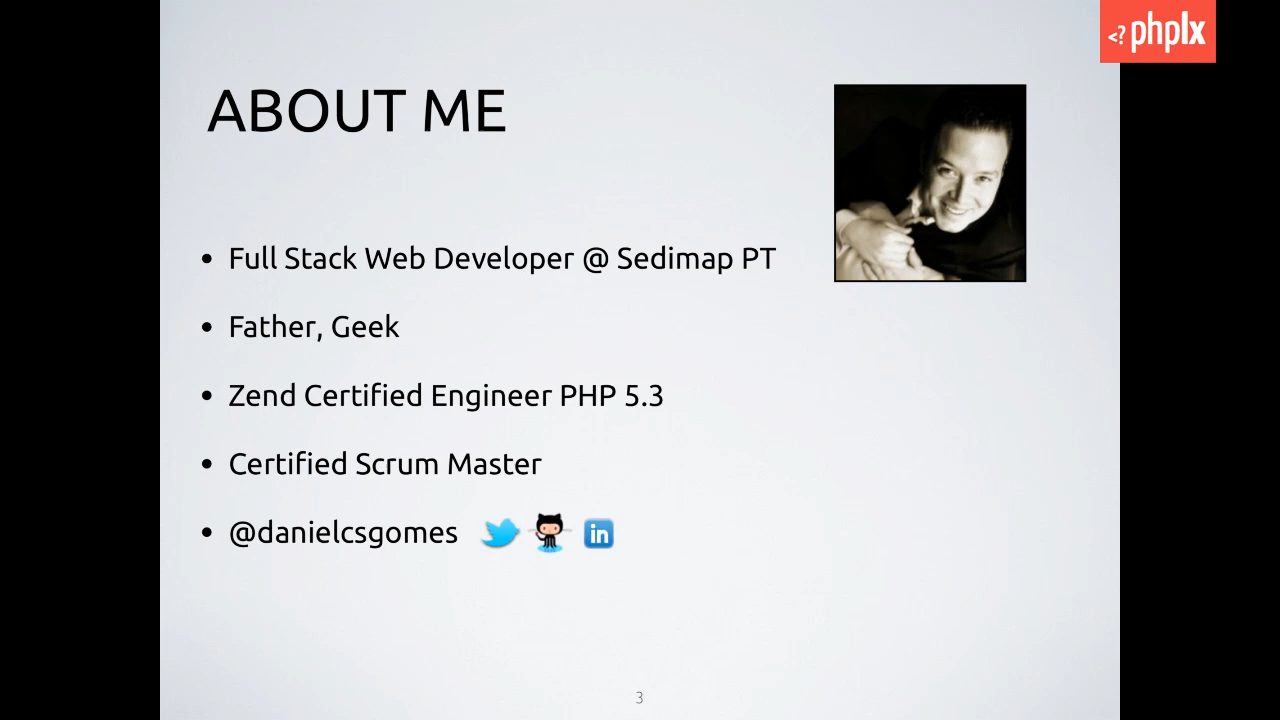 <? phplx
ABOUT ME
• Full Stack Web Developer @ Sedimap PT
• Father, Geek
• Zend Certified Engineer PHP 5.3
• Certified Scrum Master
• @danielcsgomes in
3